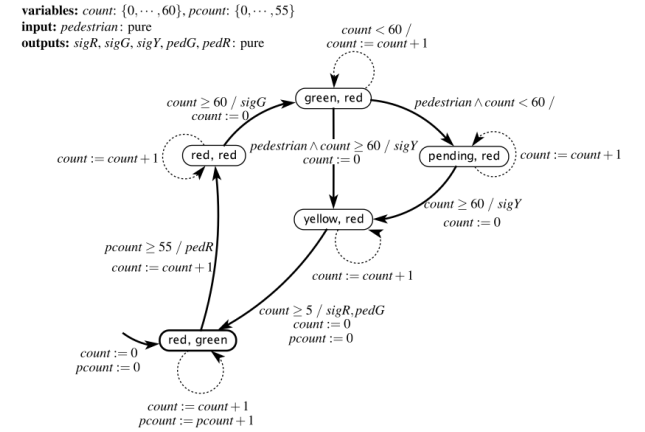 variables: count: {0,··· ,60}, pcount: {0,··· ,55}
input: pedestrian: pure
outputs: sigR, sigG, sigY, pedG, pedR: pure
count < 60 /
count := count + 1
green, red
count ≥ 60 / sigG
count := 0
pedestrian ∧ count < 60 /
red, red
count := count + 1
pedestrian ∧ count ≥ 60 / sigY
count := 0
pending, red
count := count + 1
yellow, red
count ≥ 60 / sigY
count := 0
pcount ≥ 55 / pedR
count := count + 1
count := count + 1
count ≥ 5 / sigR, pedG
count := 0
pcount := 0
red, green
count := 0
pcount := 0
count := count + 1
pcount := pcount + 1